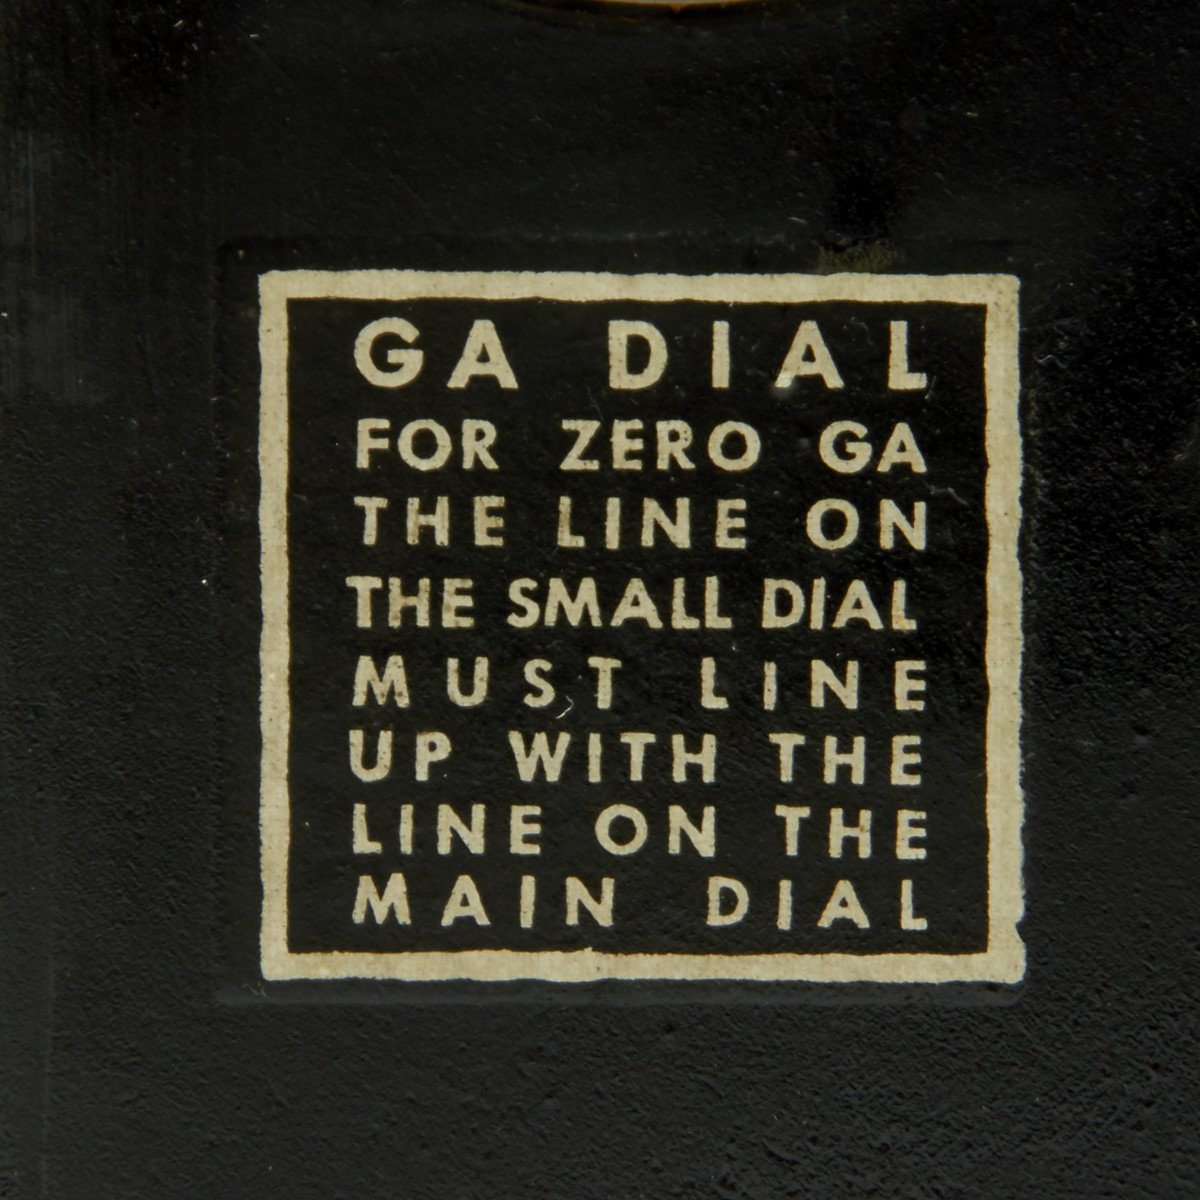 GA DIAL
FOR ZERO GA
THE LINE ON
THE SMALL DIAL
MUST LINE
UP WITH THE
LINE ON THE
MAIN DIAL